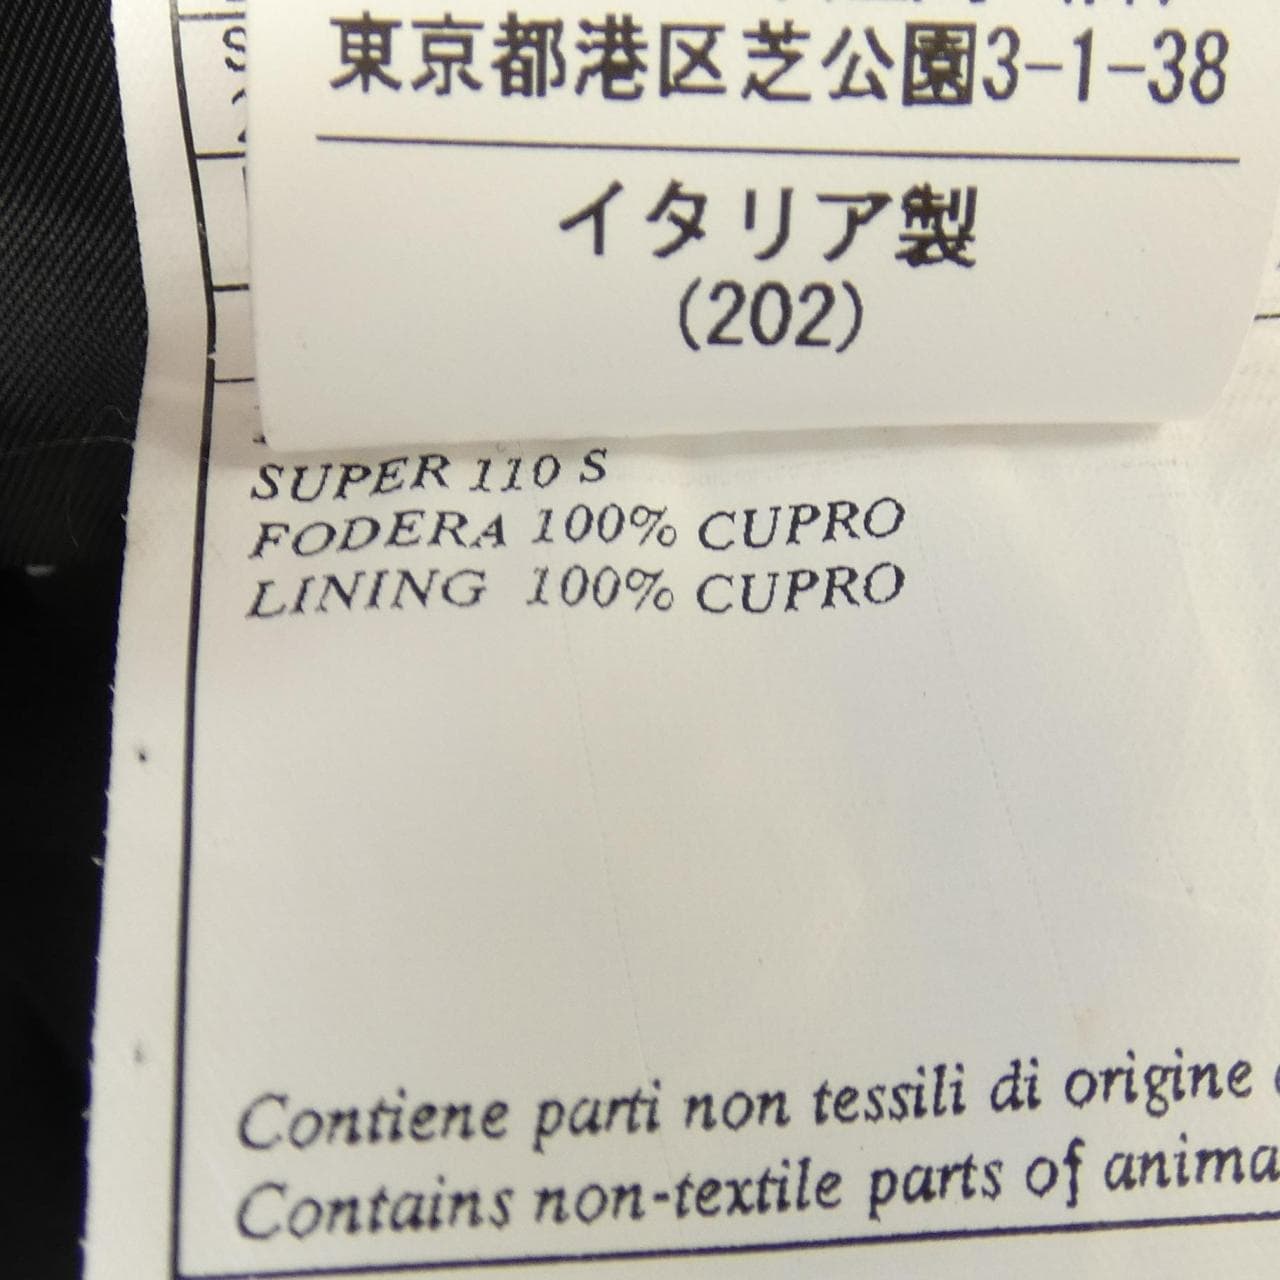 東京都港区芝公園3-1-38
イタリア製
(202)
SUPER 110 S
FODERA 100% CUPRO
LINING 100% CUPRO
Contiene parti non tessili di origine
Contains non-textile parts of